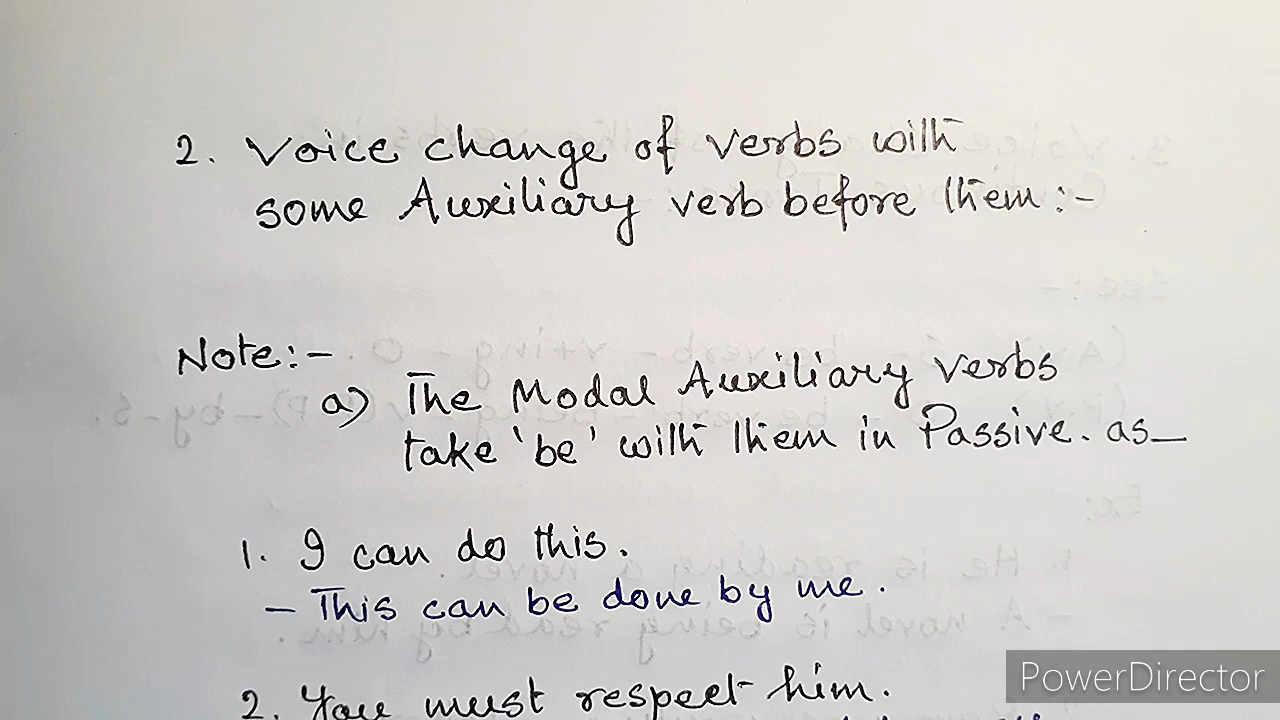 2. Voice change of verbs with
some Auxiliary verb before them:-
Note:-
a) The Modal Auxiliary verbs
take 'be' with them in Passive. as—
1. I can do this.
- This can be done by me.
2. You must respect him.
PowerDirector